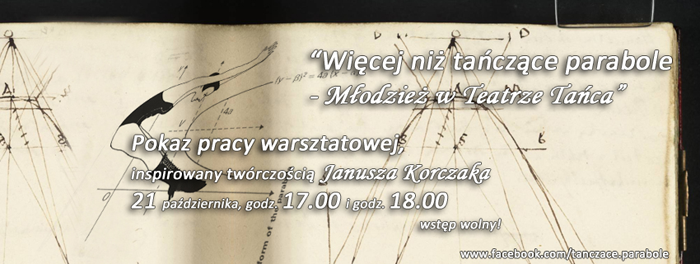 "Więcej niż tańczące parabole
- Młodzież w Teatrze Tańca"
Pokaz pracy warsztatowej,
inspirowany twórczością Janusza Korczaka
21 października, godz. 17.00 i godz. 18.00
wstęp wolny!
www.facebook.com/tanczace.parabole